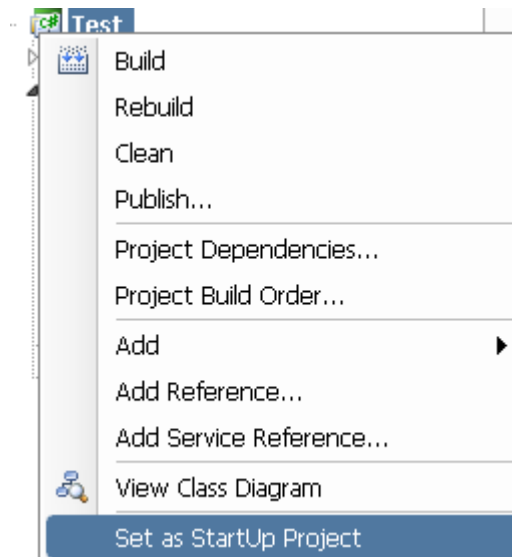 C# Test
Build
Rebuild
Clean
Publish...
Project Dependencies...
Project Build Order...
Add
Add Reference...
Add Service Reference...
View Class Diagram
Set as StartUp Project